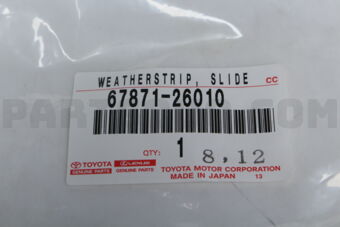 WEATHERSTRIP, SLIDE CC
67871-26010
QTY: 1 8,12
TOYOTA LEXUS TOYOTA MOTOR CORPORATION
GENUINE PARTS GENUINE PARTS MADE IN JAPAN 13